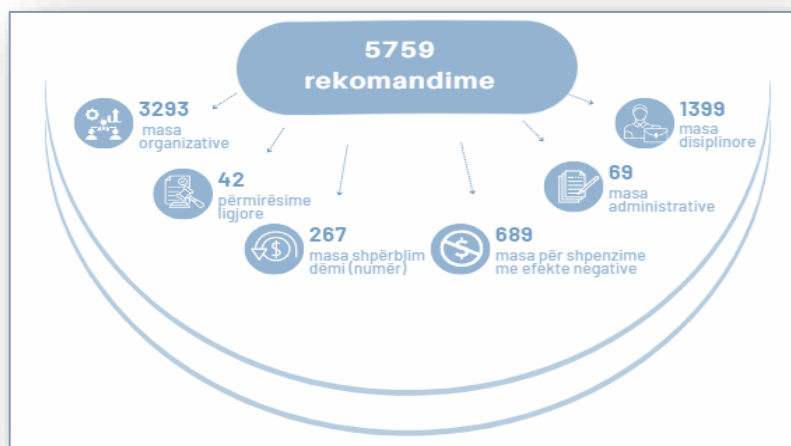 5759
rekomandime
3293
masa
organizative
42
përmirësime
ligjore
267
masa shpërblim
dëmi (numër)
689
masa për shpenzime
me efekte negative
69
masa
administrative
1399
masa
disiplinore